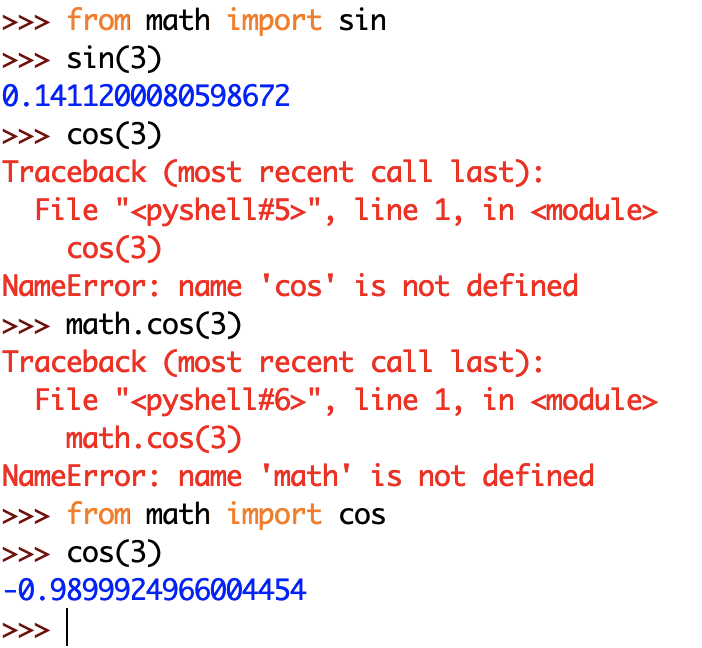 >>> from math import sin
>>> sin(3)
0.1411200080598672
>>> cos(3)
Traceback (most recent call last):
  File "<pyshell#5>", line 1, in <module>
    cos(3)
NameError: name 'cos' is not defined
>>> math.cos(3)
Traceback (most recent call last):
  File "<pyshell#6>", line 1, in <module>
    math.cos(3)
NameError: name 'math' is not defined
>>> from math import cos
>>> cos(3)
-0.9899924966004454
>>>